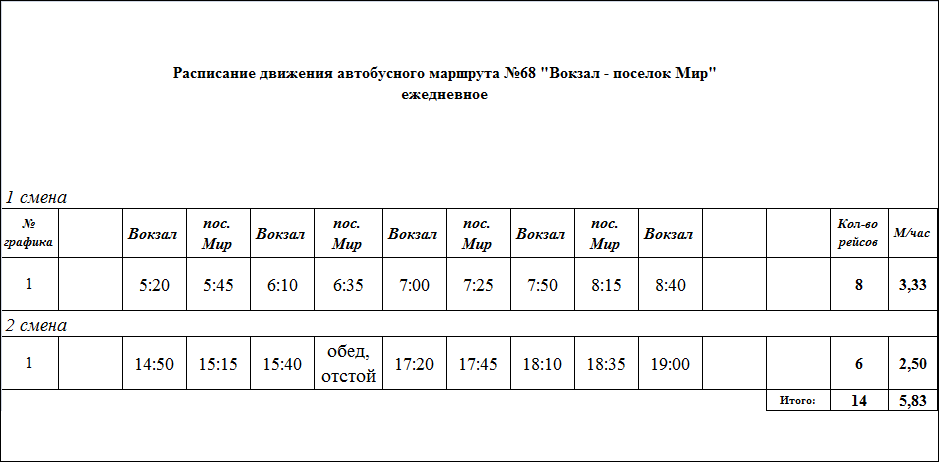 Расписание движения автобусного маршрута №68 "Вокзал - поселок Мир"
ежедневное
1 смена
№ графика Вокзал пос. Мир Вокзал пос. Мир Вокзал пос. Мир Вокзал пос. Мир Вокзал Кол-во рейсов М/час
1 5:20 5:45 6:10 6:35 7:00 7:25 7:50 8:15 8:40 8 3,33
2 смена
1 14:50 15:15 15:40 обед, отстой 17:20 17:45 18:10 18:35 19:00 6 2,50
Итого: 14 5,83